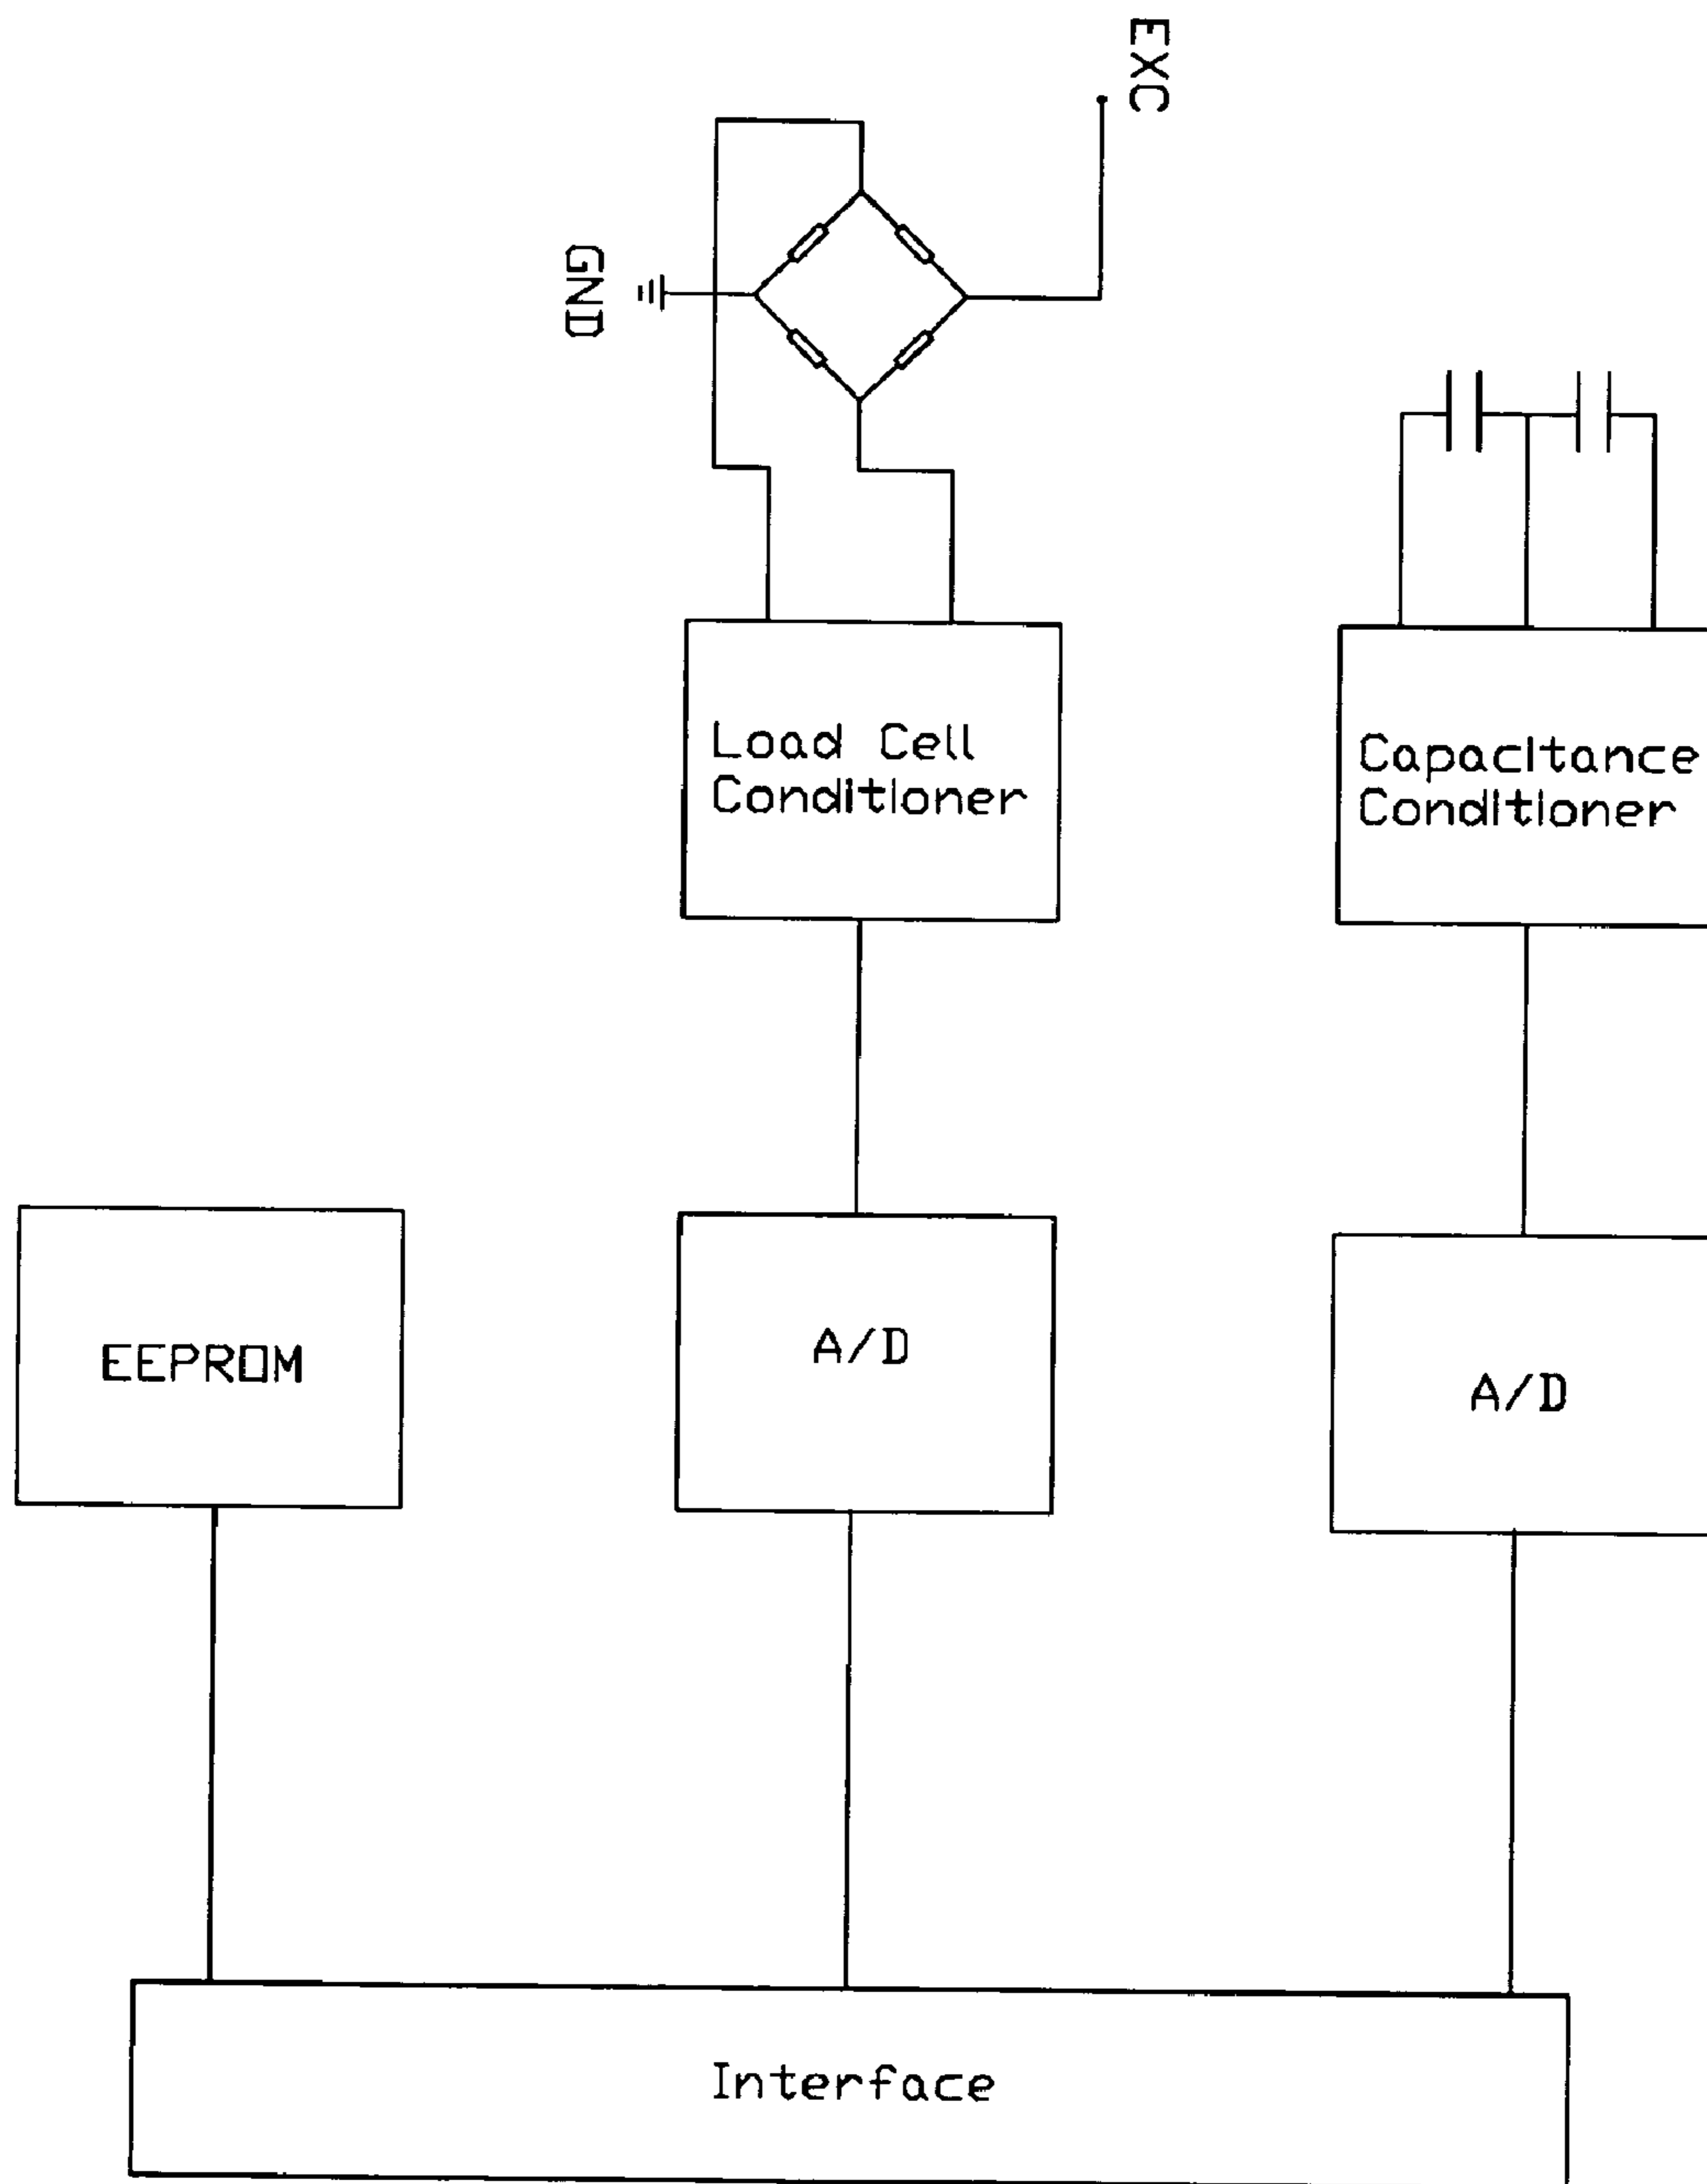 EXC
GND
Load Cell
Conditioner
Capacitance
Conditioner
EEPROM
A/D
A/D
Interface